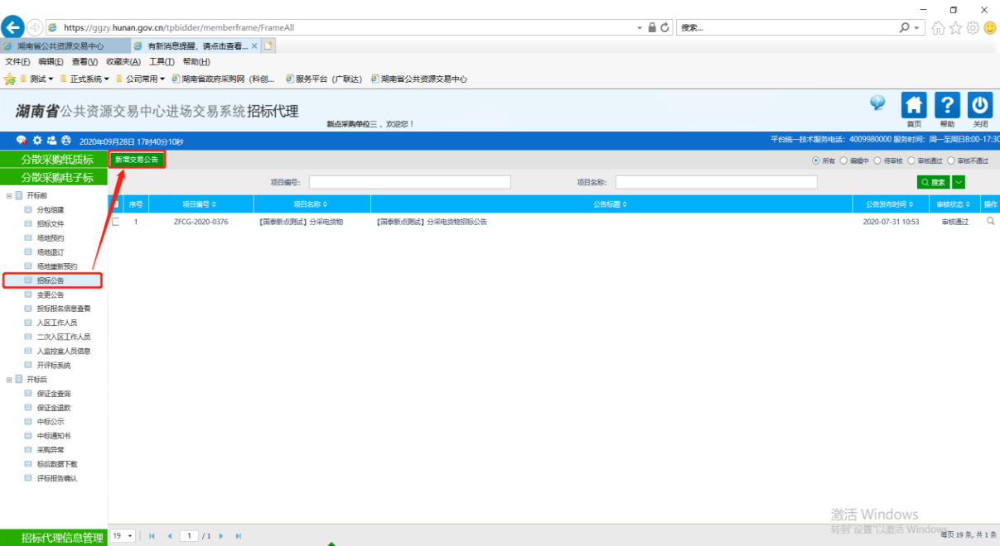 https://ggzy.hunan.gov.cn/tpbidder/memberframe/FrameAll
搜索...
湖南省公共资源交易中心
有新消息提醒，请点击查看...
文件(F) 编辑(E) 查看(V) 收藏夹(A) 工具(T) 帮助(H)
测试 正式系统 公司常用 湖南省政府采购网（科创... 服务平台（广联达） 湖南省公共资源交易中心
湖南省公共资源交易中心进场交易系统招标代理
新点采购单位三，欢迎您！
首页 帮助 关闭
2020年09月28日 17时40分10秒
平台统一技术服务电话：4009980000 服务时间：周一至周日8:00-17:30
分散采购纸质标
新增交易公告
所有 编辑中 待审核 审核通过 审核不通过
分散采购电子标
项目编号：
项目名称：
搜索
开标前
序号 项目编号 项目名称 公告标题 公告发布时间 审核状态 操作
1 ZFCG-2020-0376 【国泰新点测试】分采电货物 【国泰新点测试】分采电货物招标公告 2020-07-31 10:53 审核通过
分包组建
招标文件
场地预约
场地退订
场地重新预约
招标公告
变更公告
投标报名信息查看
入区工作人员
二次入区工作人员
入监控室人员信息
开评标系统
开标后
保证金查询
保证金退款
中标公示
中标通知书
采购异常
标后数据下载
评标报告确认
激活 Windows
转到"设置"以激活 Windows
招标代理信息管理
19 1 / 1
每页 19 条, 共 1 条